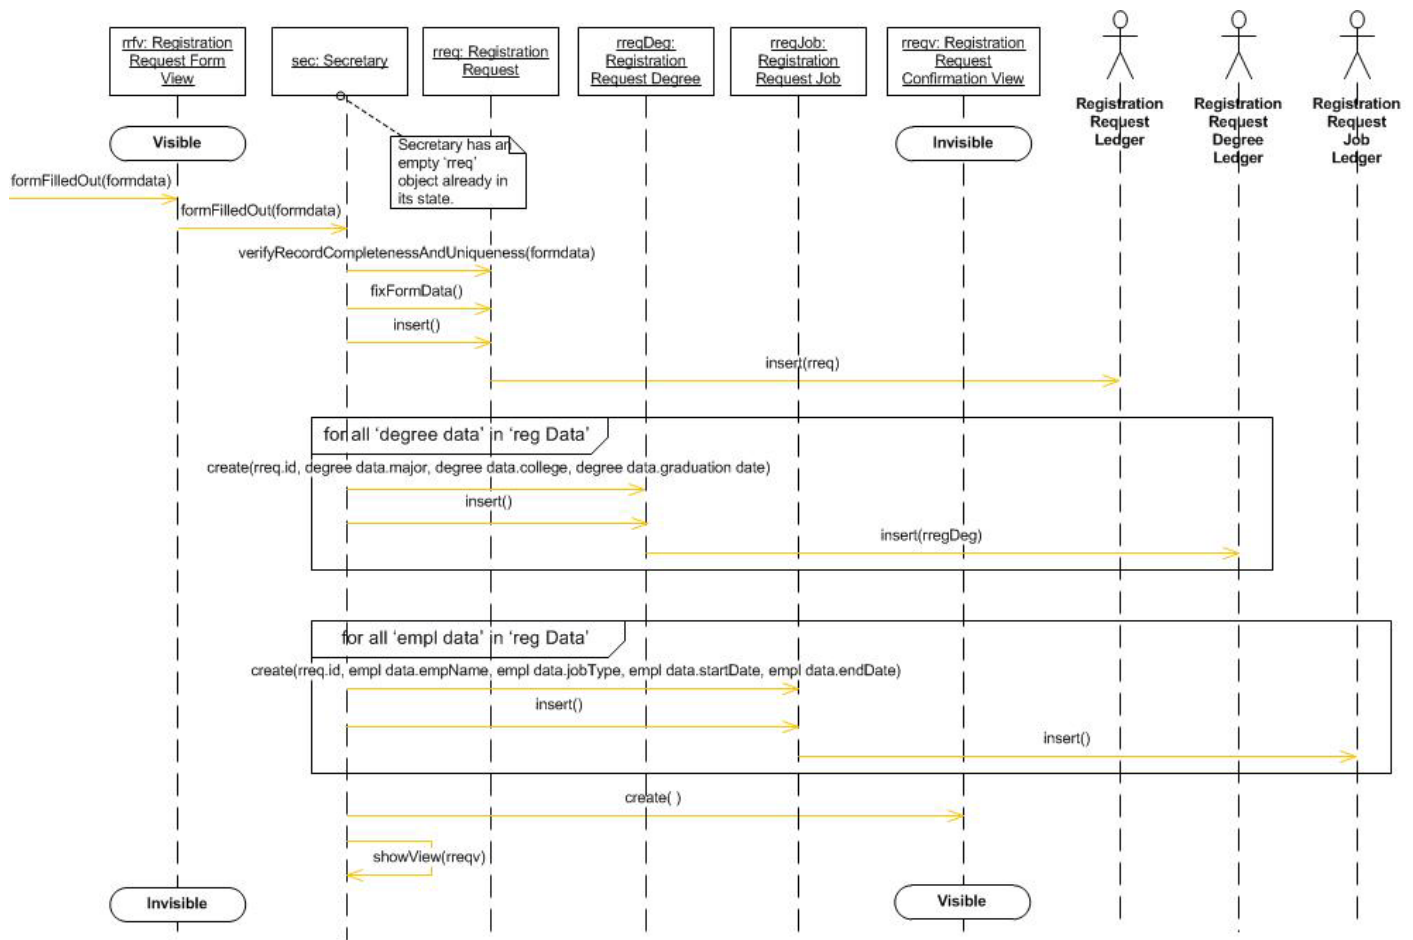 rrfv: Registration
Request Form
View
sec: Secretary
rreq: Registration
Request
rreqDeg:
Registration
Request Degree
rreqJob:
Registration
Request Job
rreqv: Registration
Request
Confirmation View
Registration
Request
Ledger
Registration
Request
Degree
Ledger
Registration
Request
Job
Ledger
Visible
Secretary has an
empty ‘rreq’
object already in
its state.
Invisible
formFilledOut(formdata)
formFilledOut(formdata)
verifyRecordCompletenessAndUniqueness(formdata)
fixFormData()
insert()
insert(rreq)
for all ‘degree data’ in ‘reg Data’
create(rreq.id, degree data.major, degree data.college, degree data.graduation date)
insert()
insert(rregDeg)
for all ‘empl data’ in ‘reg Data’
create(rreq.id, empl data.empName, empl data.jobType, empl data.startDate, empl data.endDate)
insert()
insert()
create( )
showView(rreqv)
Invisible
Visible